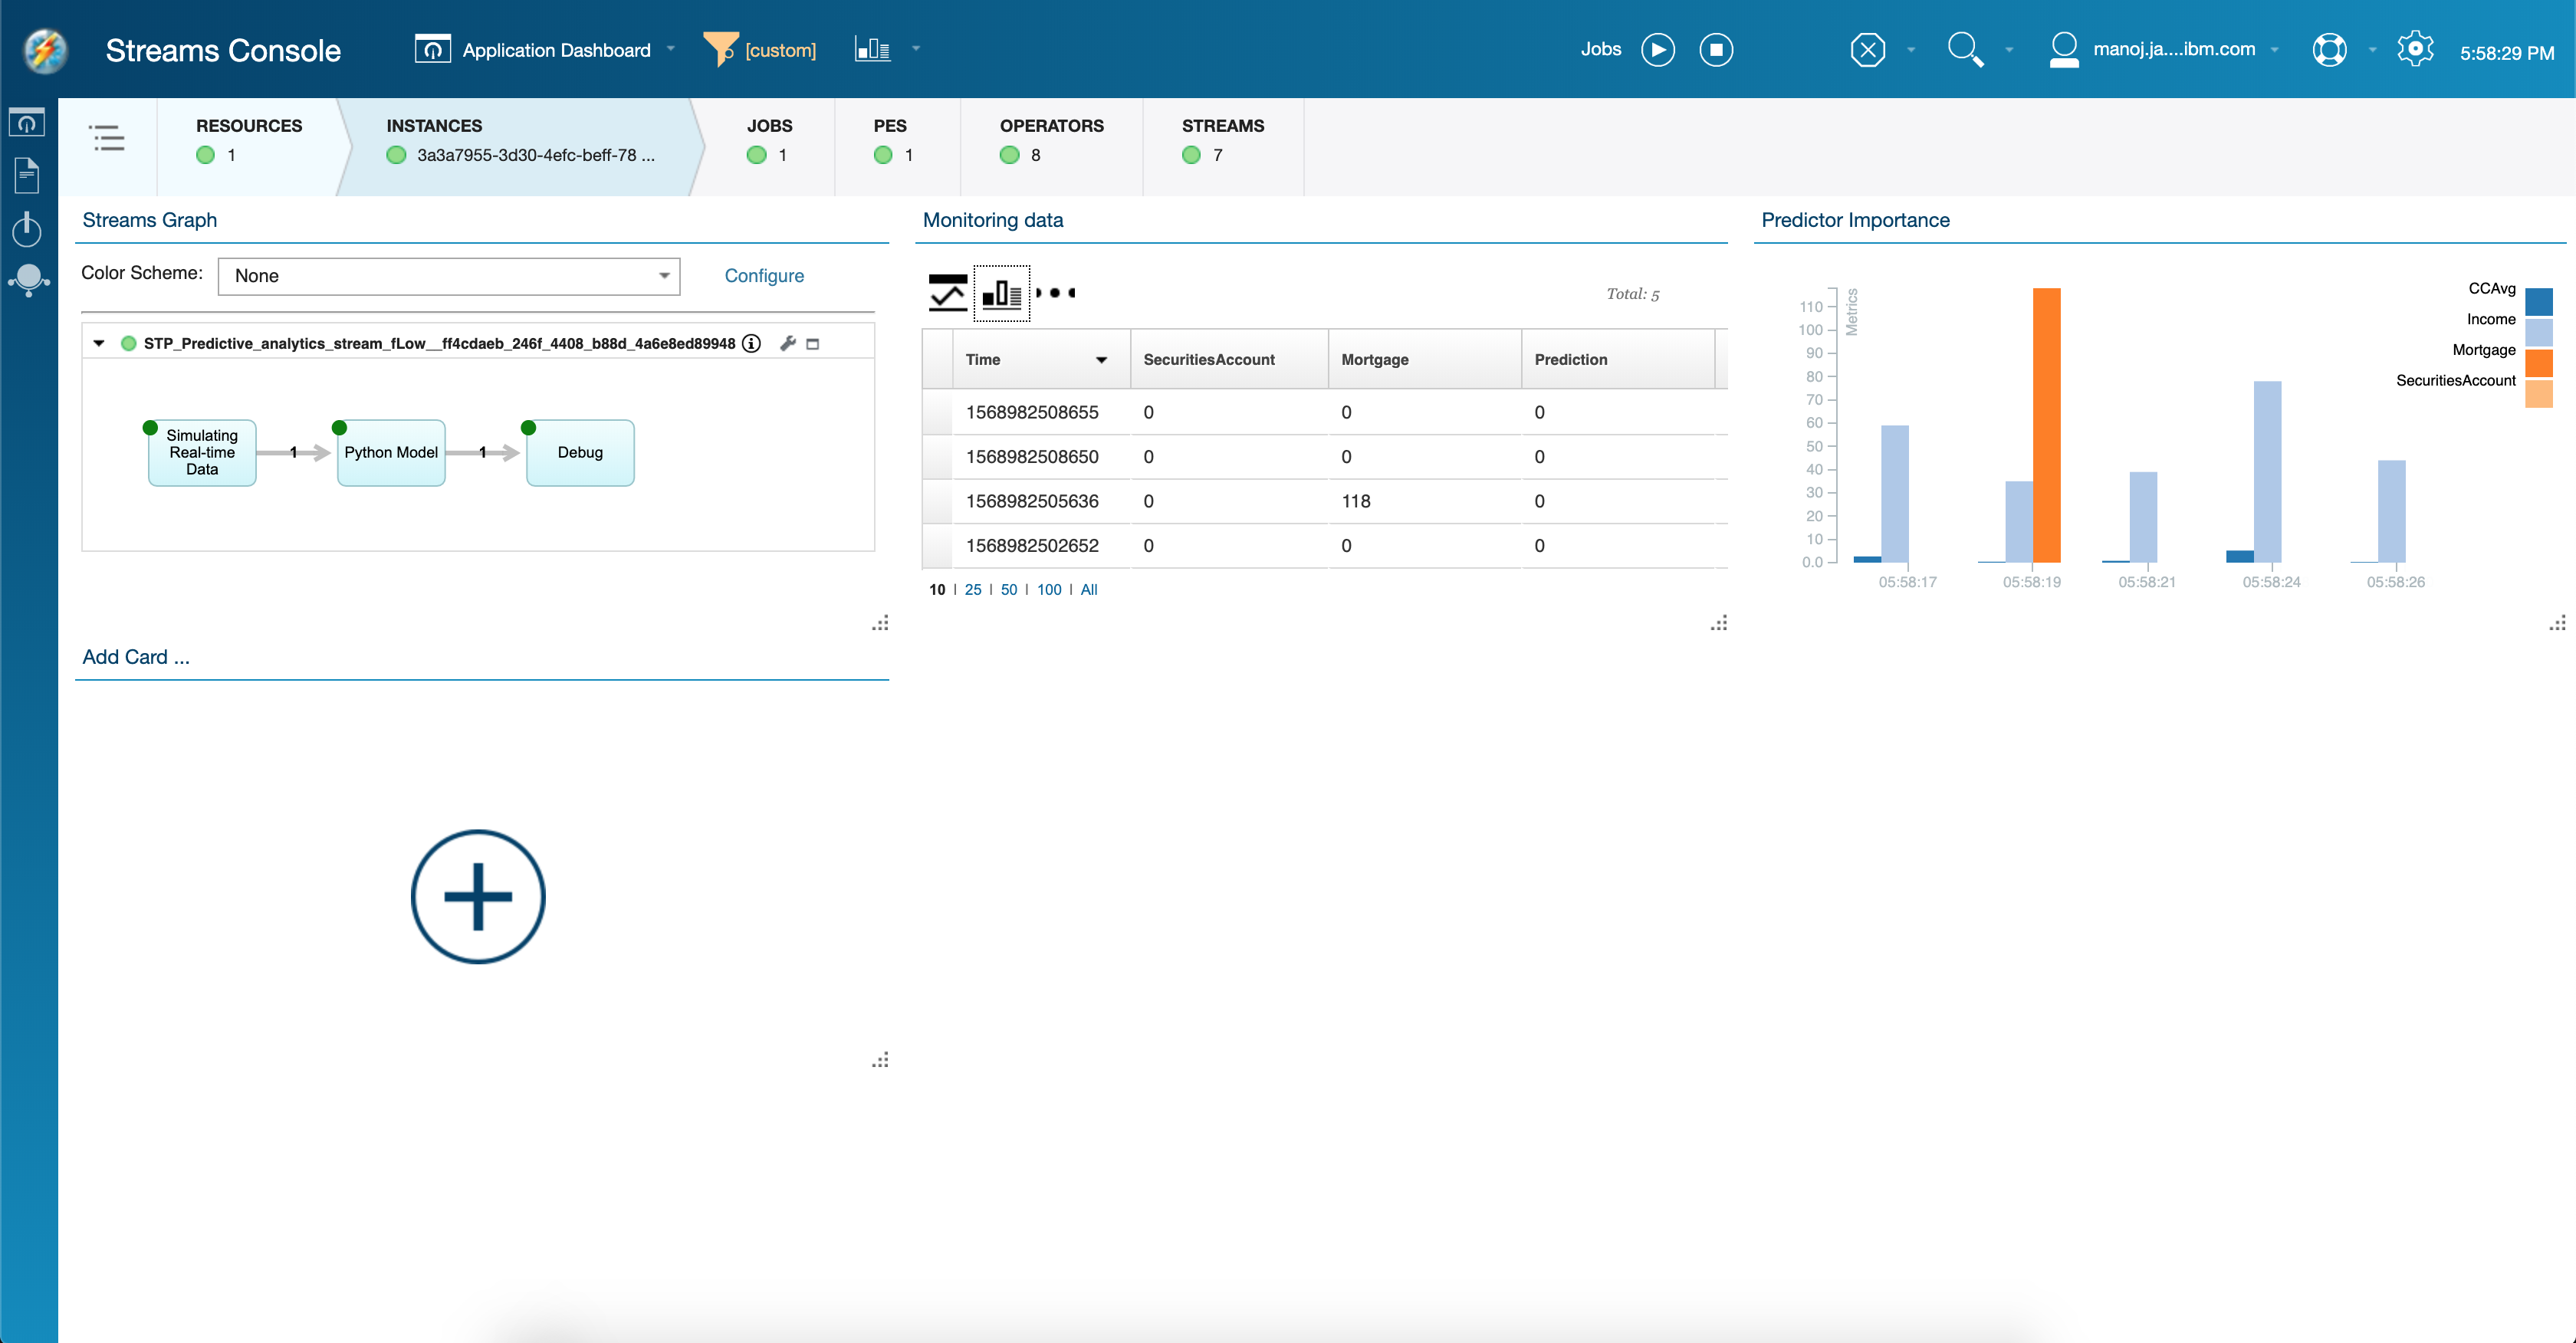 Streams Console
Application Dashboard
[custom]
Jobs
manoj.ja....ibm.com
5:58:29 PM
RESOURCES
1
INSTANCES
3a3a7955-3d30-4efc-beff-78 ...
JOBS
1
PES
1
OPERATORS
8
STREAMS
7
Streams Graph
Color Scheme: None Configure
STP_Predictive_analytics_stream_fLow__ff4cdaeb_246f_4408_b88d_4a6e8ed89948
Simulating
Real-time
Data
1
Python Model
1
Debug
Monitoring data
Total: 5
Time SecuritiesAccount Mortgage Prediction
1568982508655 0 0 0
1568982508650 0 0 0
1568982505636 0 118 0
1568982502652 0 0 0
10 | 25 | 50 | 100 | All
Predictor Importance
Metrics
110
100
90
80
70
60
50
40
30
20
10
0.0
05:58:17 05:58:19 05:58:21 05:58:24 05:58:26
CCAvg
Income
Mortgage
SecuritiesAccount
Add Card ...